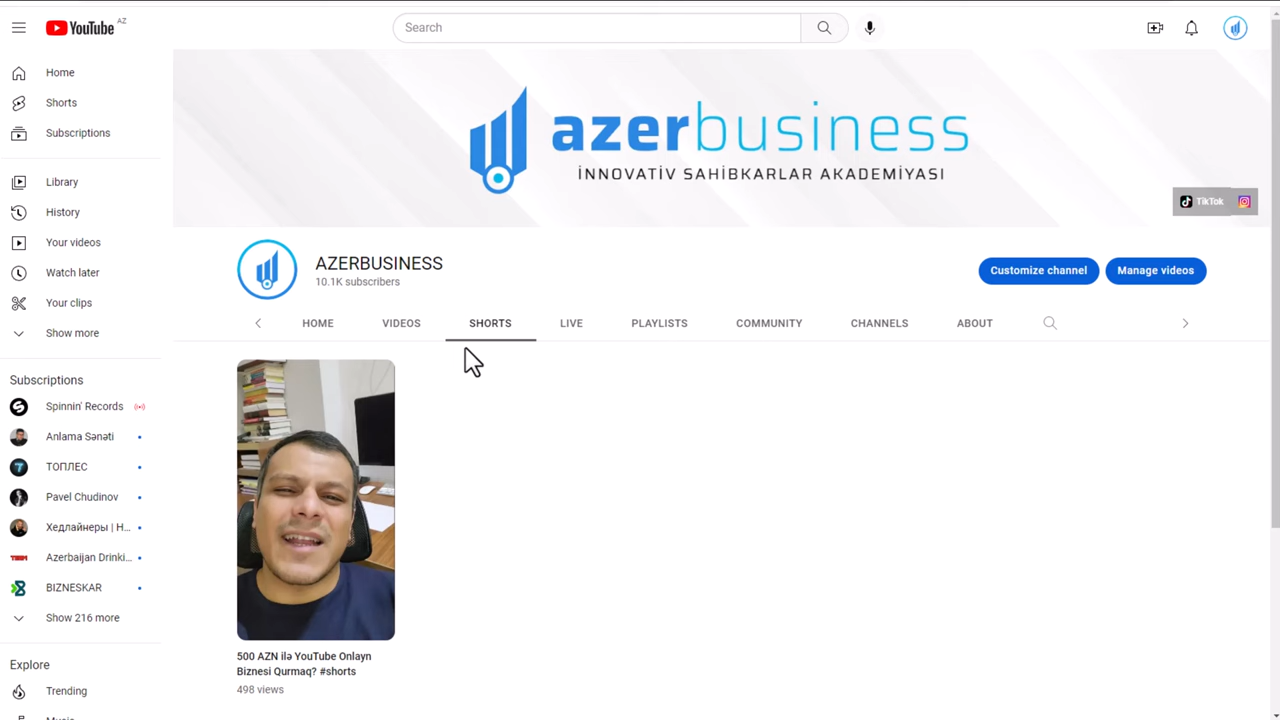 YouTube AZ
Search
Home
Shorts
Subscriptions
Library
History
Your videos
Watch later
Your clips
Show more
Subscriptions
Spinnin' Records
Anlama Sənəti
ТОПЛЕС
Pavel Chudinov
Хедлайнеры | Н...
Azerbaijan Drinki...
BIZNESKAR
Show 216 more
Explore
Trending
azerbusiness
İNNOVATİV SAHİBKARLAR AKADEMİYASI
TikTok
AZERBUSINESS
10.1K subscribers
Customize channel
Manage videos
HOME
VIDEOS
SHORTS
LIVE
PLAYLISTS
COMMUNITY
CHANNELS
ABOUT
500 AZN ilə YouTube Onlayn
Biznesi Qurmaq? #shorts
498 views